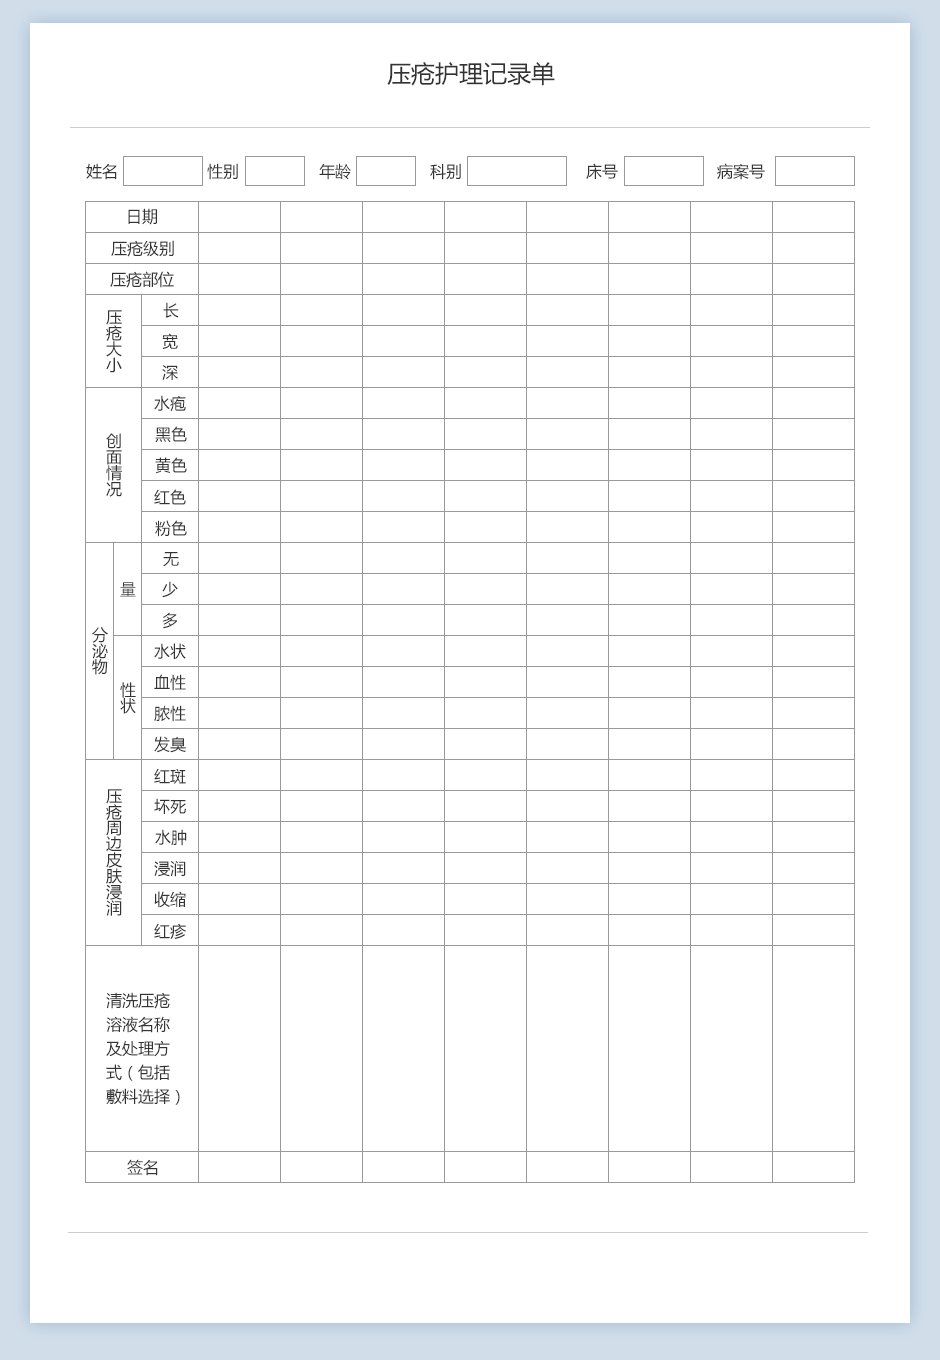 压疮护理记录单
姓名 性别 年龄 科别 床号 病案号
日期
压疮级别
压疮部位
压疮大小
长
宽
深
创面情况
水疱
黑色
黄色
红色
粉色
分泌物
量
无
少
多
性状
水状
血性
脓性
发臭
压疮周边皮肤浸润
红斑
坏死
水肿
浸润
收缩
红疹
清洗压疮
溶液名称
及处理方
式（包括
敷料选择）
签名